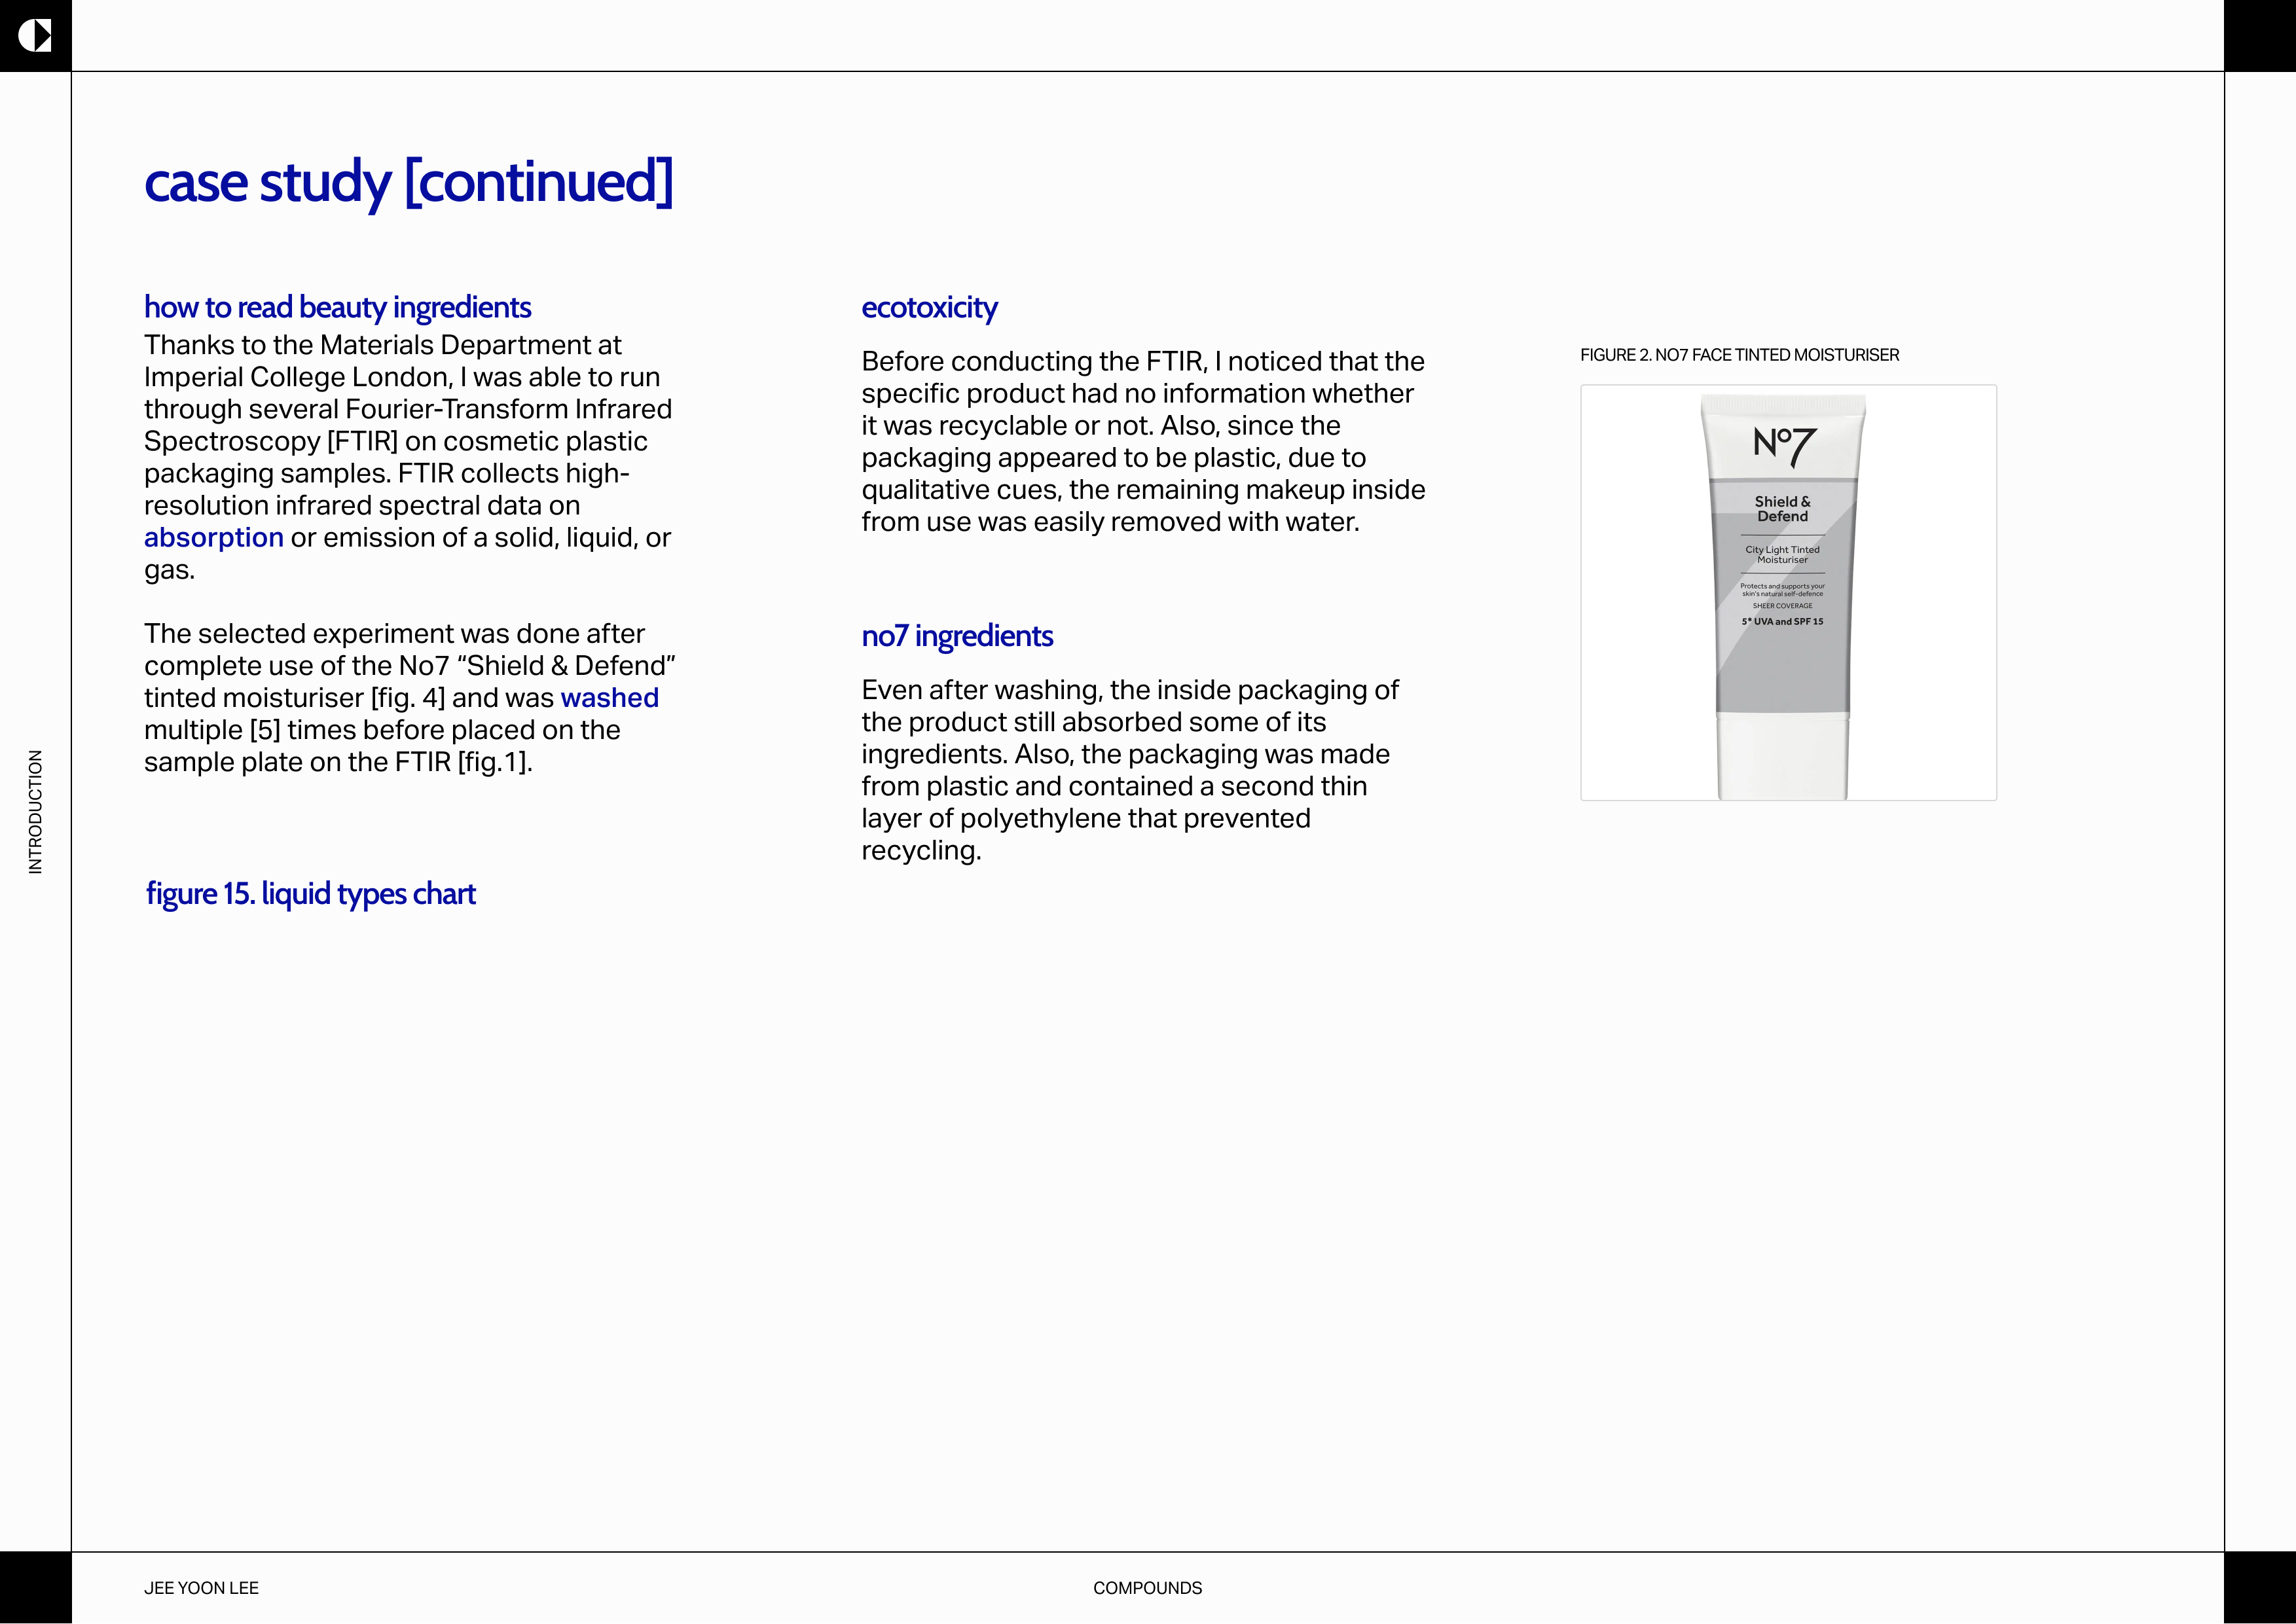 case study [continued]
how to read beauty ingredients
Thanks to the Materials Department at
Imperial College London, I was able to run
through several Fourier-Transform Infrared
Spectroscopy [FTIR] on cosmetic plastic
packaging samples. FTIR collects high-
resolution infrared spectral data on
absorption or emission of a solid, liquid, or
gas.
The selected experiment was done after
complete use of the No7 “Shield & Defend”
tinted moisturiser [fig. 4] and was washed
multiple [5] times before placed on the
sample plate on the FTIR [fig.1].
figure 15. liquid types chart
ecotoxicity
Before conducting the FTIR, I noticed that the
specific product had no information whether
it was recyclable or not. Also, since the
packaging appeared to be plastic, due to
qualitative cues, the remaining makeup inside
from use was easily removed with water.
no7 ingredients
Even after washing, the inside packaging of
the product still absorbed some of its
ingredients. Also, the packaging was made
from plastic and contained a second thin
layer of polyethylene that prevented
recycling.
FIGURE 2. NO7 FACE TINTED MOISTURISER
Nº7
Shield &
Defend
City Light Tinted
Moisturiser
Protects and supports your
skin's natural self-defence
SHEER COVERAGE
5* UVA and SPF 15
INTRODUCTION
JEE YOON LEE
COMPOUNDS